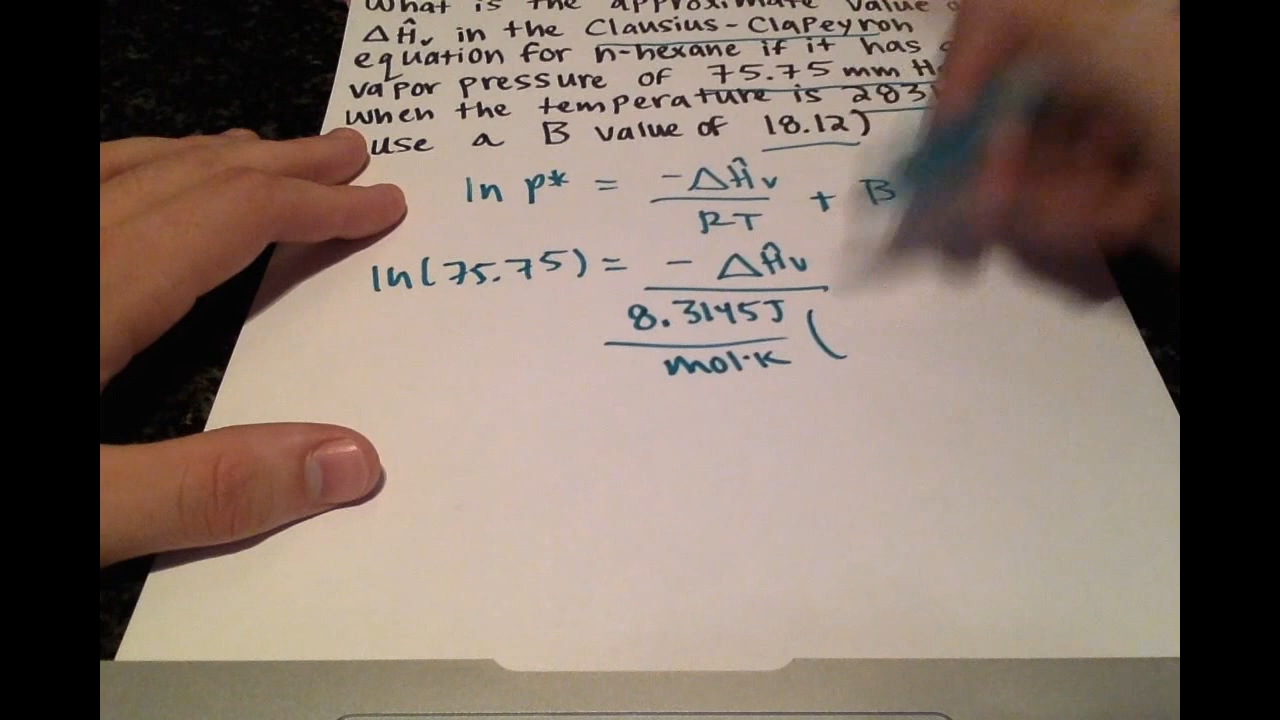 What is the approximate value
ΔĤᵥ in the Clausius-Clapeyron
equation for n-hexane if it has
vapor pressure of 75.75 mm H
when the temperature is 283
use a B value of 18.12)
ln p* = -ΔĤᵥ / RT + B
ln(75.75) = -ΔĤᵥ / 8.3145J / mol·K (